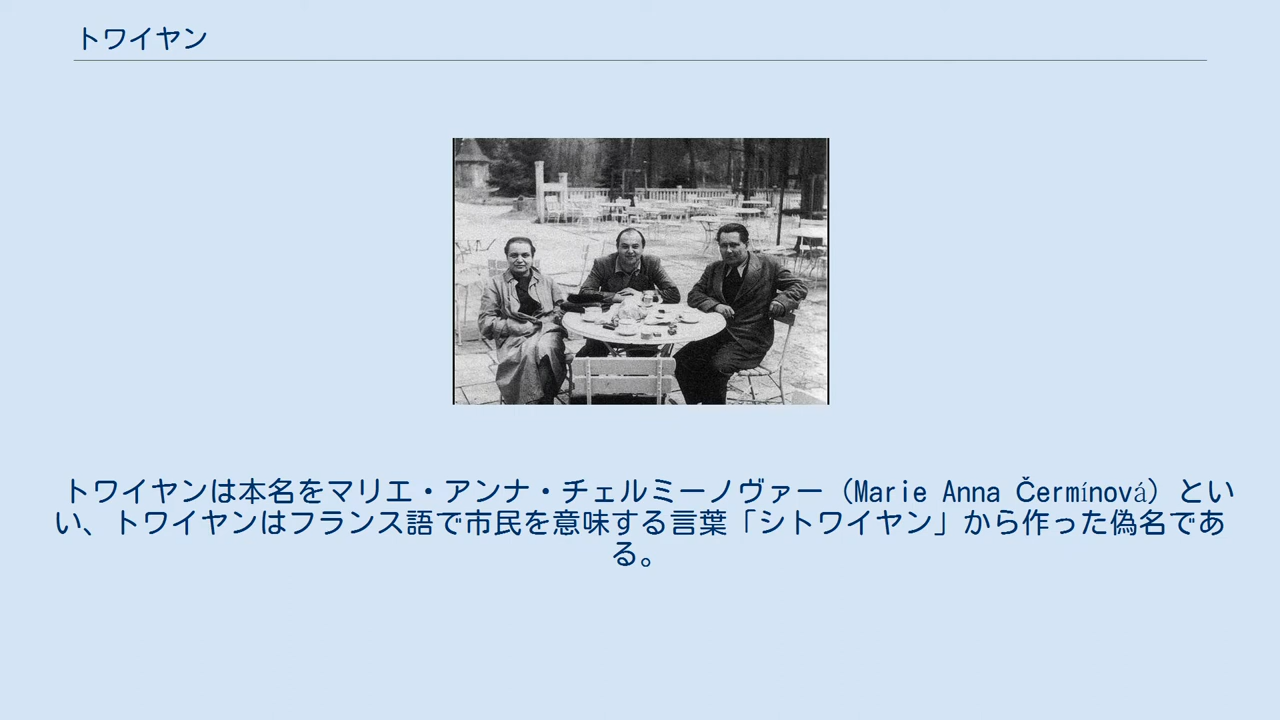 トワイヤン
トワイヤンは本名をマリエ・アンナ・チェルミーノヴァー（Marie Anna Čermínová）とい
い、トワイヤンはフランス語で市民を意味する言葉「シトワイヤン」から作った偽名であ
る。